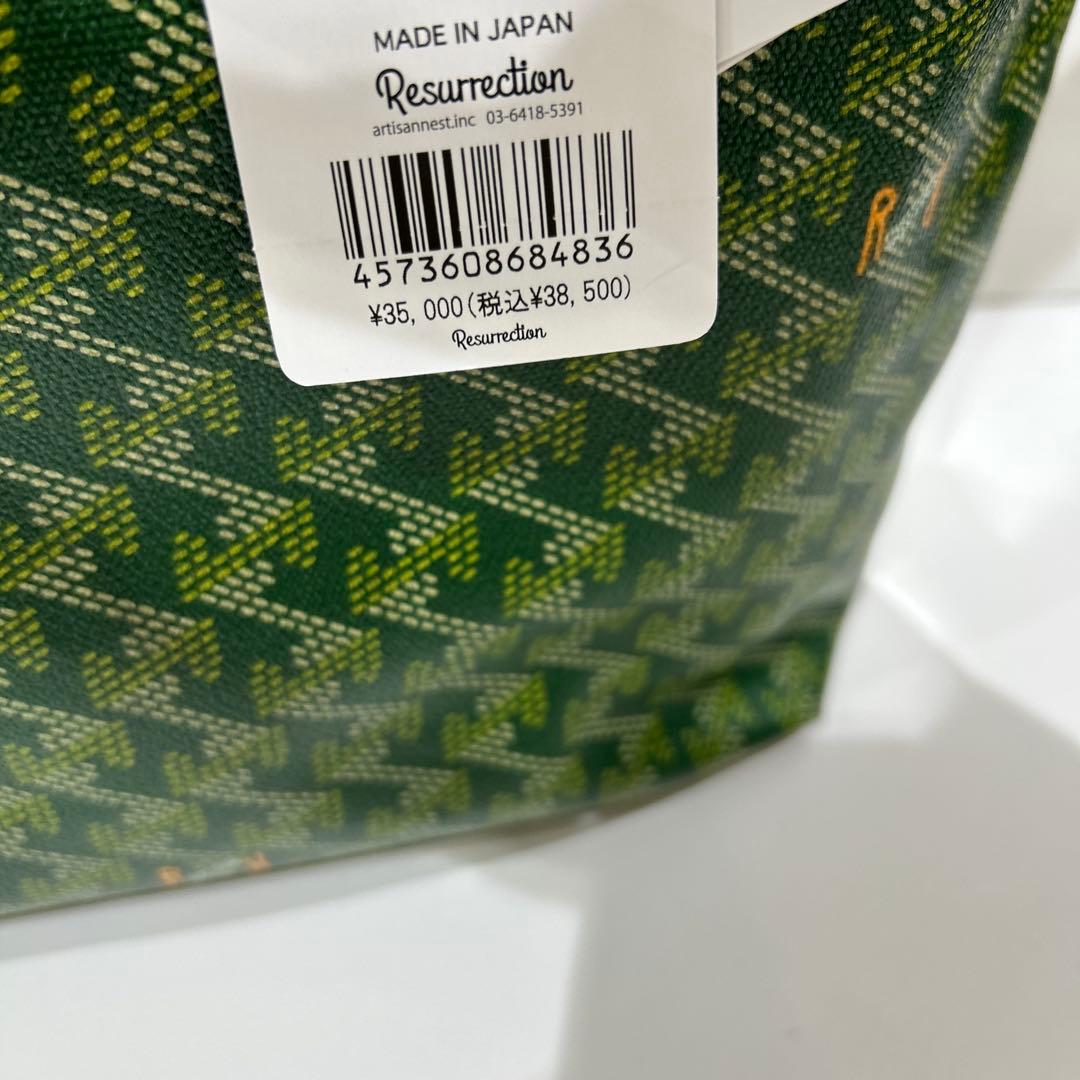 MADE IN JAPAN
Resurrection
artisannest.inc 03-6418-5391
4573608684836
¥35,000(税込¥38,500)
Resurrection
R